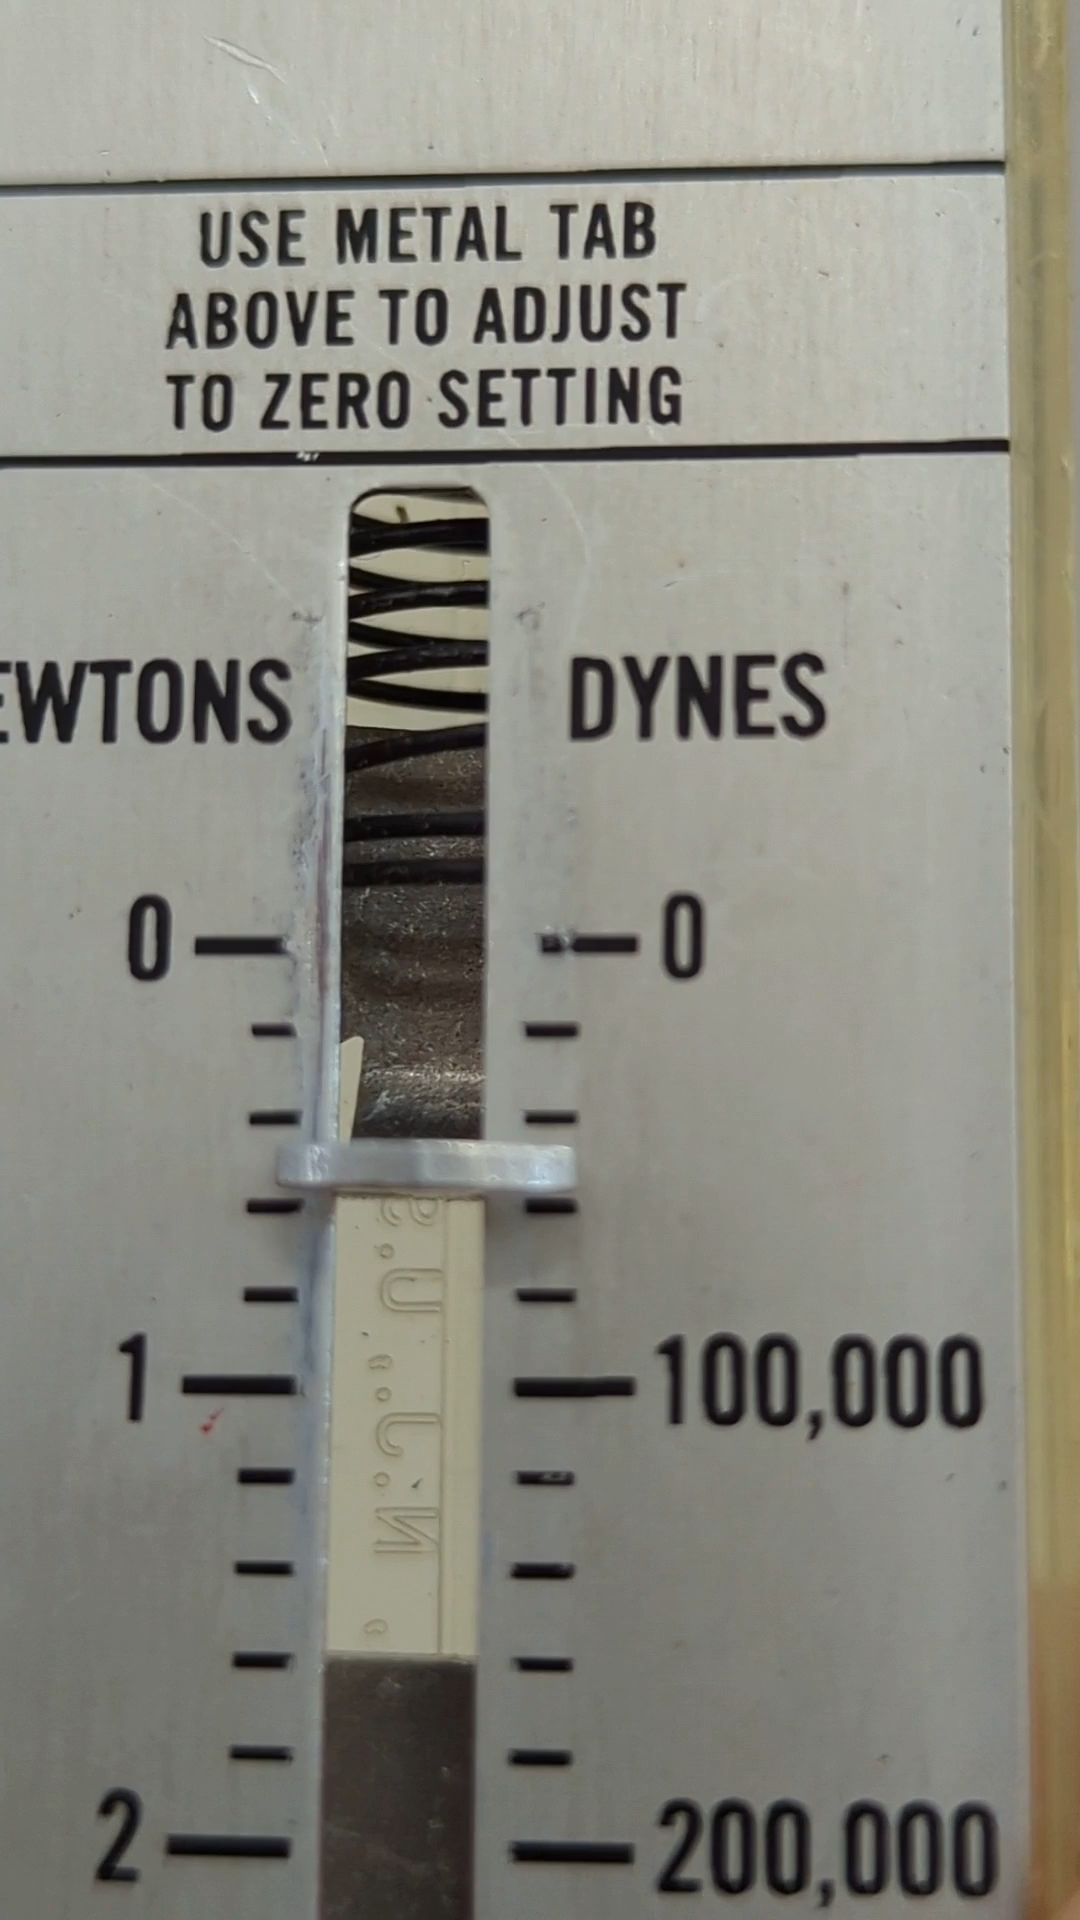 USE METAL TAB
ABOVE TO ADJUST
TO ZERO SETTING
EWTONS DYNES
0 0
1 100,000
2 200,000